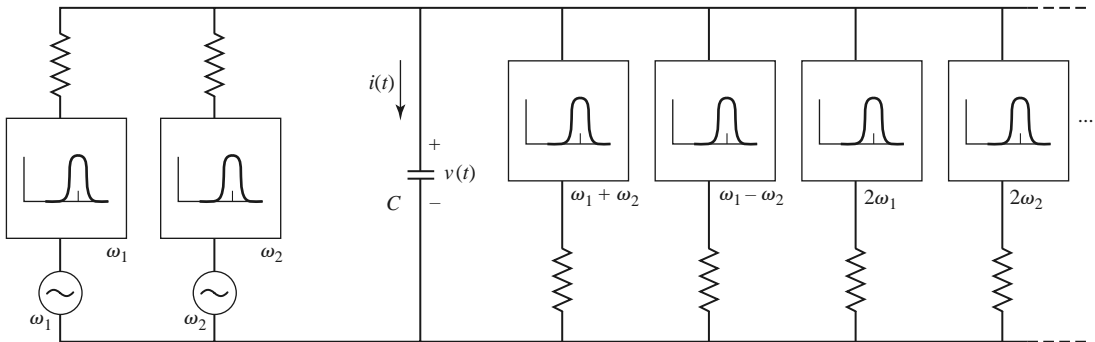 i(t)
+
v(t)
C
–
ω₁ + ω₂
ω₁ – ω₂
2ω₁
2ω₂
...
ω₁
ω₂
ω₁
ω₂